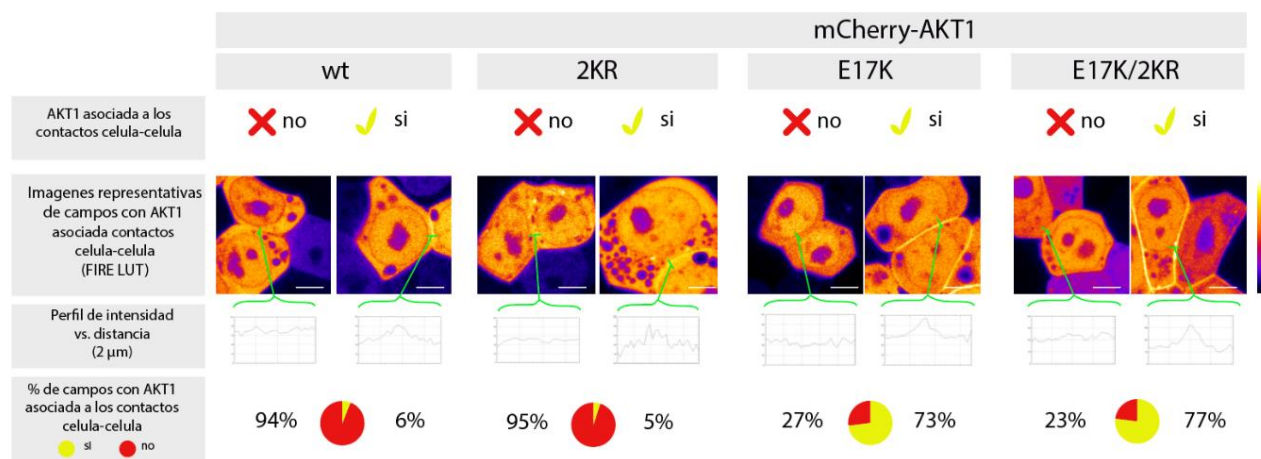 mCherry-AKT1
wt
2KR
E17K
E17K/2KR
AKT1 asociada a los
contactos celula-celula
no
si
no
si
no
si
no
si
Imagenes representativas
de campos con AKT1
asociada contactos
celula-celula
(FIRE LUT)
Perfil de intensidad
vs. distancia
(2 µm)
% de campos con AKT1
asociada a los contactos
celula-celula
si
no
94%
6%
95%
5%
27%
73%
23%
77%